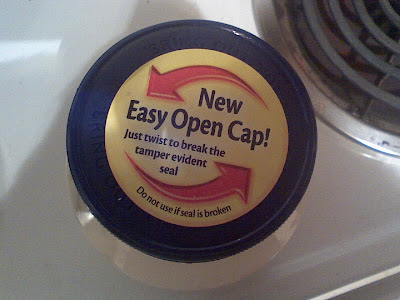 New
Easy Open Cap!
Just twist to break the
tamper evident
seal
Do not use if seal is broken